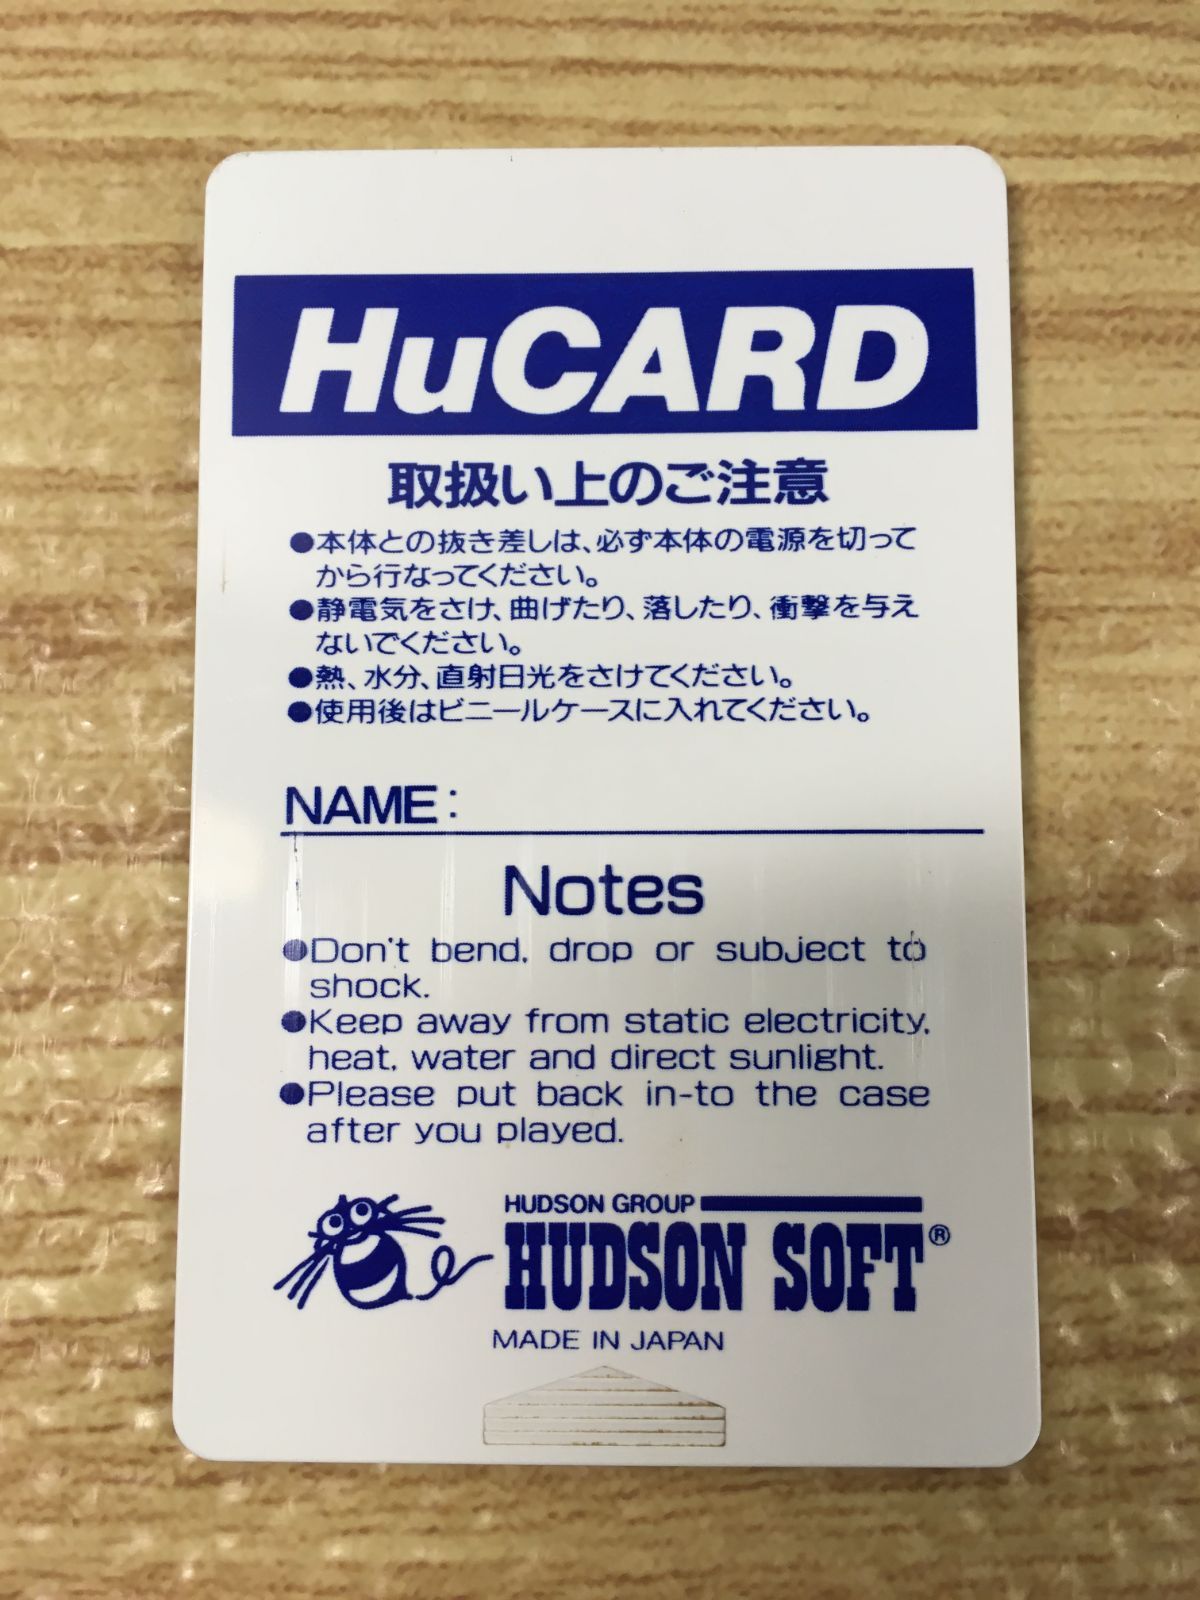 HuCARD
取扱い上のご注意
●本体との抜き差しは、必ず本体の電源を切って
から行なってください。
●静電気をさけ、曲げたり、落したり、衝撃を与え
ないでください。
●熱、水分、直射日光をさけてください。
●使用後はビニールケースに入れてください。
NAME:
Notes
●Don't bend, drop or subject to
shock.
●Keep away from static electricity,
heat, water and direct sunlight.
●Please put back in-to the case
after you played.
HUDSON GROUP
HUDSON SOFT®
MADE IN JAPAN